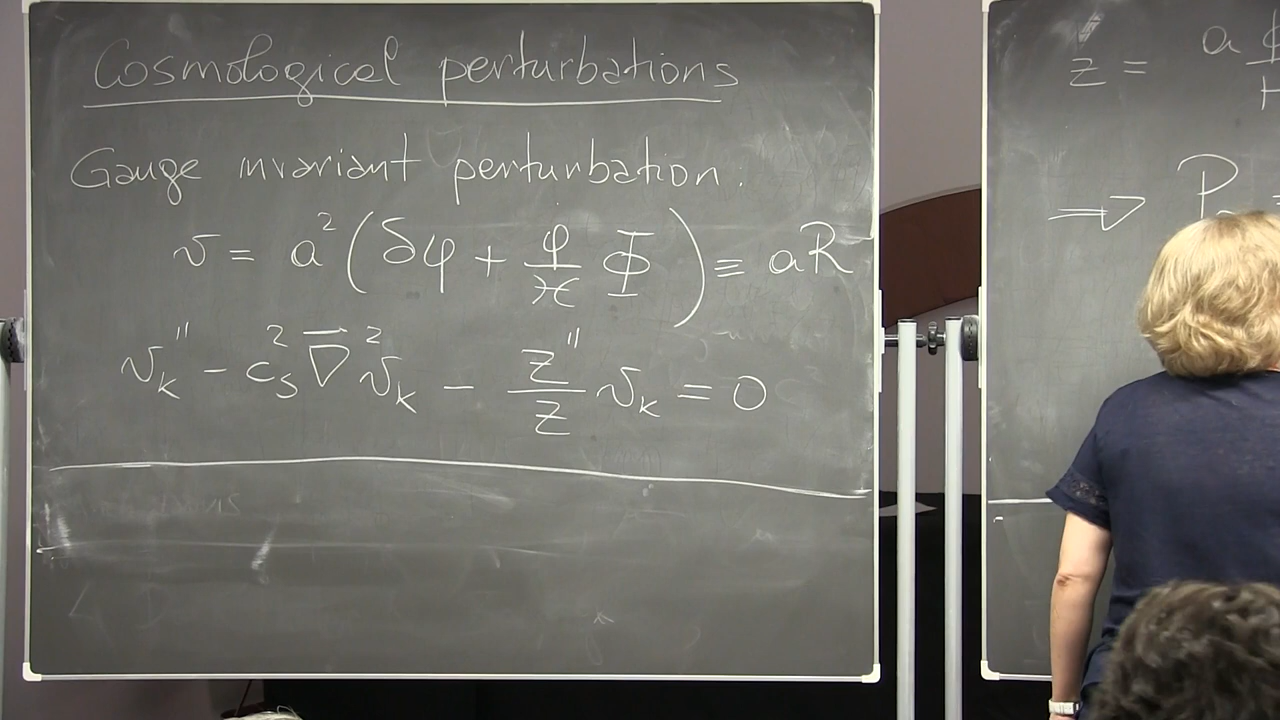 Cosmological perturbations
Gauge invariant perturbation:
v = a² (δφ + φ/ℋ Φ) ≡ aR
v_k'' - c_s² ∇⃗² v_k - z''/z v_k = 0
z = a
⇒ P